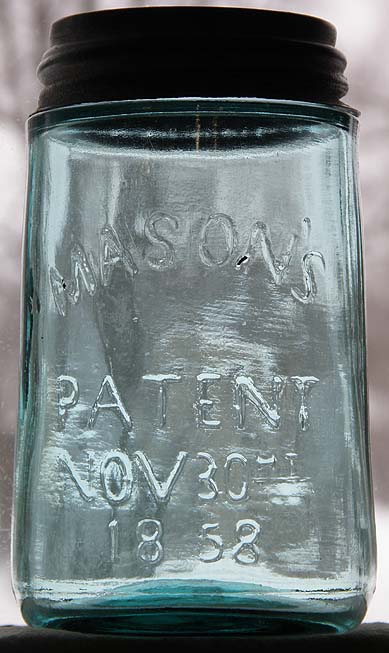 MASON'S
PATENT
NOV 30TH
1858